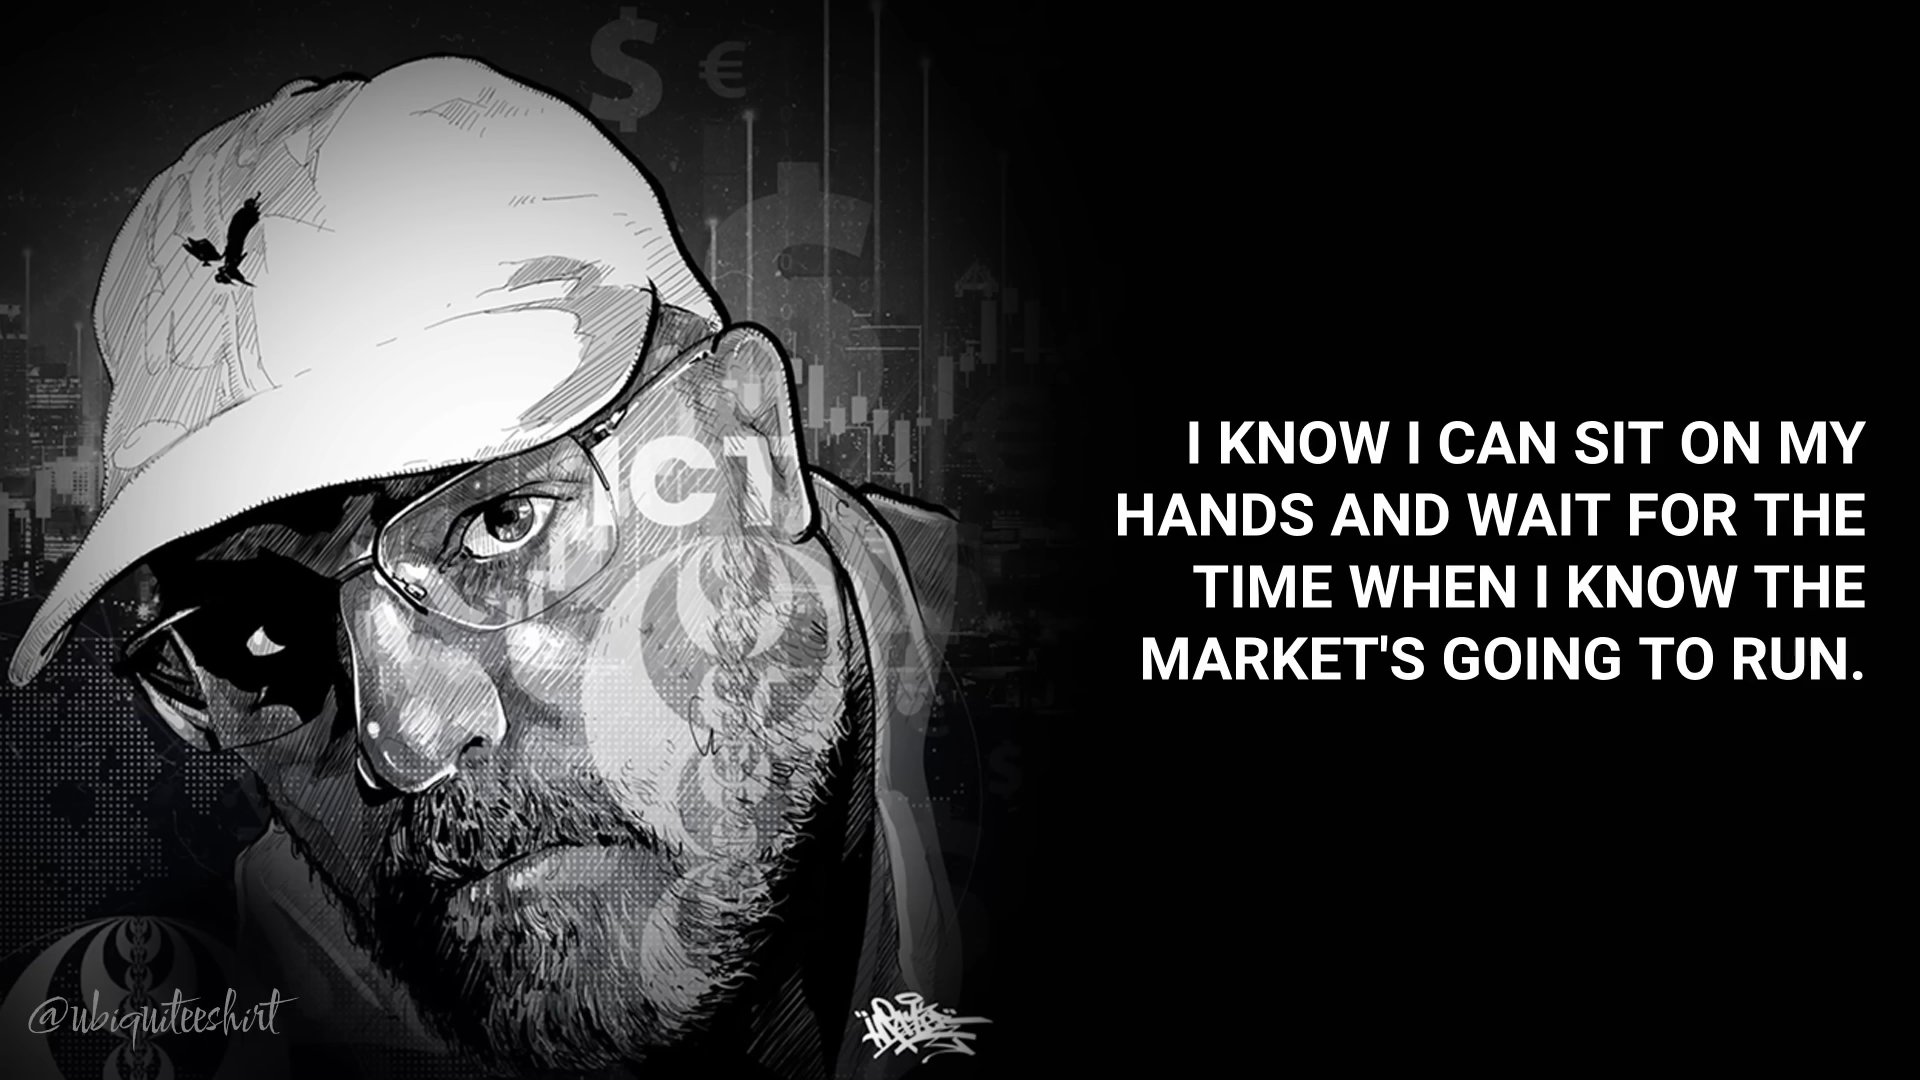 $ €
ICT
I KNOW I CAN SIT ON MY
HANDS AND WAIT FOR THE
TIME WHEN I KNOW THE
MARKET'S GOING TO RUN.
@ubiquiteeshirt